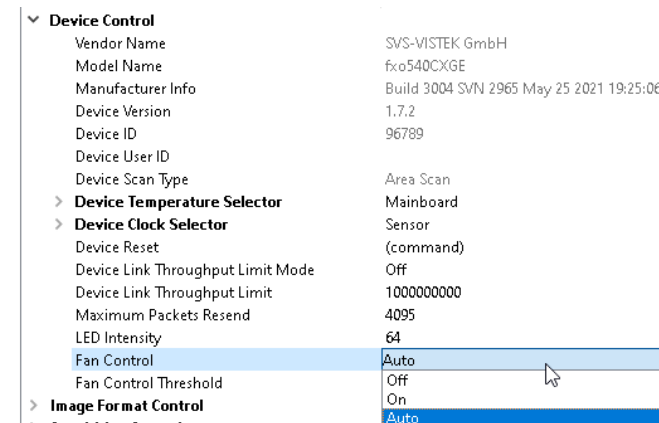 Device Control
Vendor Name SVS-VISTEK GmbH
Model Name fxo540CXGE
Manufacturer Info Build 3004 SVN 2965 May 25 2021 19:25:06
Device Version 1.7.2
Device ID 96789
Device User ID
Device Scan Type Area Scan
Device Temperature Selector Mainboard
Device Clock Selector Sensor
Device Reset (command)
Device Link Throughput Limit Mode Off
Device Link Throughput Limit 1000000000
Maximum Packets Resend 4095
LED Intensity 64
Fan Control Auto
Fan Control Threshold Off
On
Image Format Control
Auto